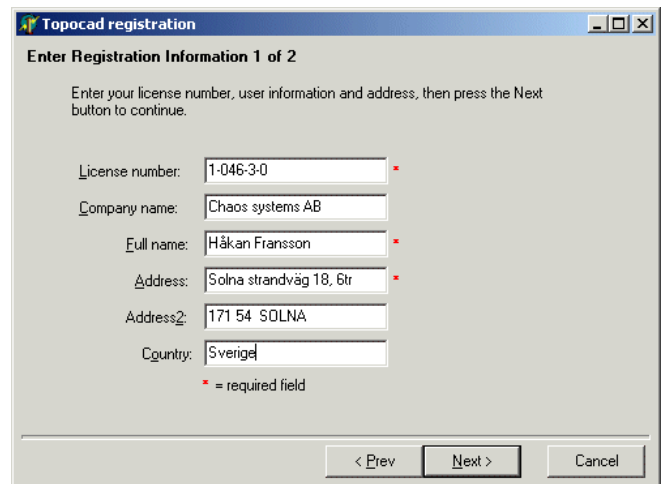 Topocad registration
Enter Registration Information 1 of 2
Enter your license number, user information and address, then press the Next
button to continue.
License number: 1-046-3-0 *
Company name: Chaos systems AB
Full name: Håkan Fransson *
Address: Solna strandväg 18, 6tr *
Address2: 171 54  SOLNA
Country: Sverige
* = required field
< Prev Next > Cancel